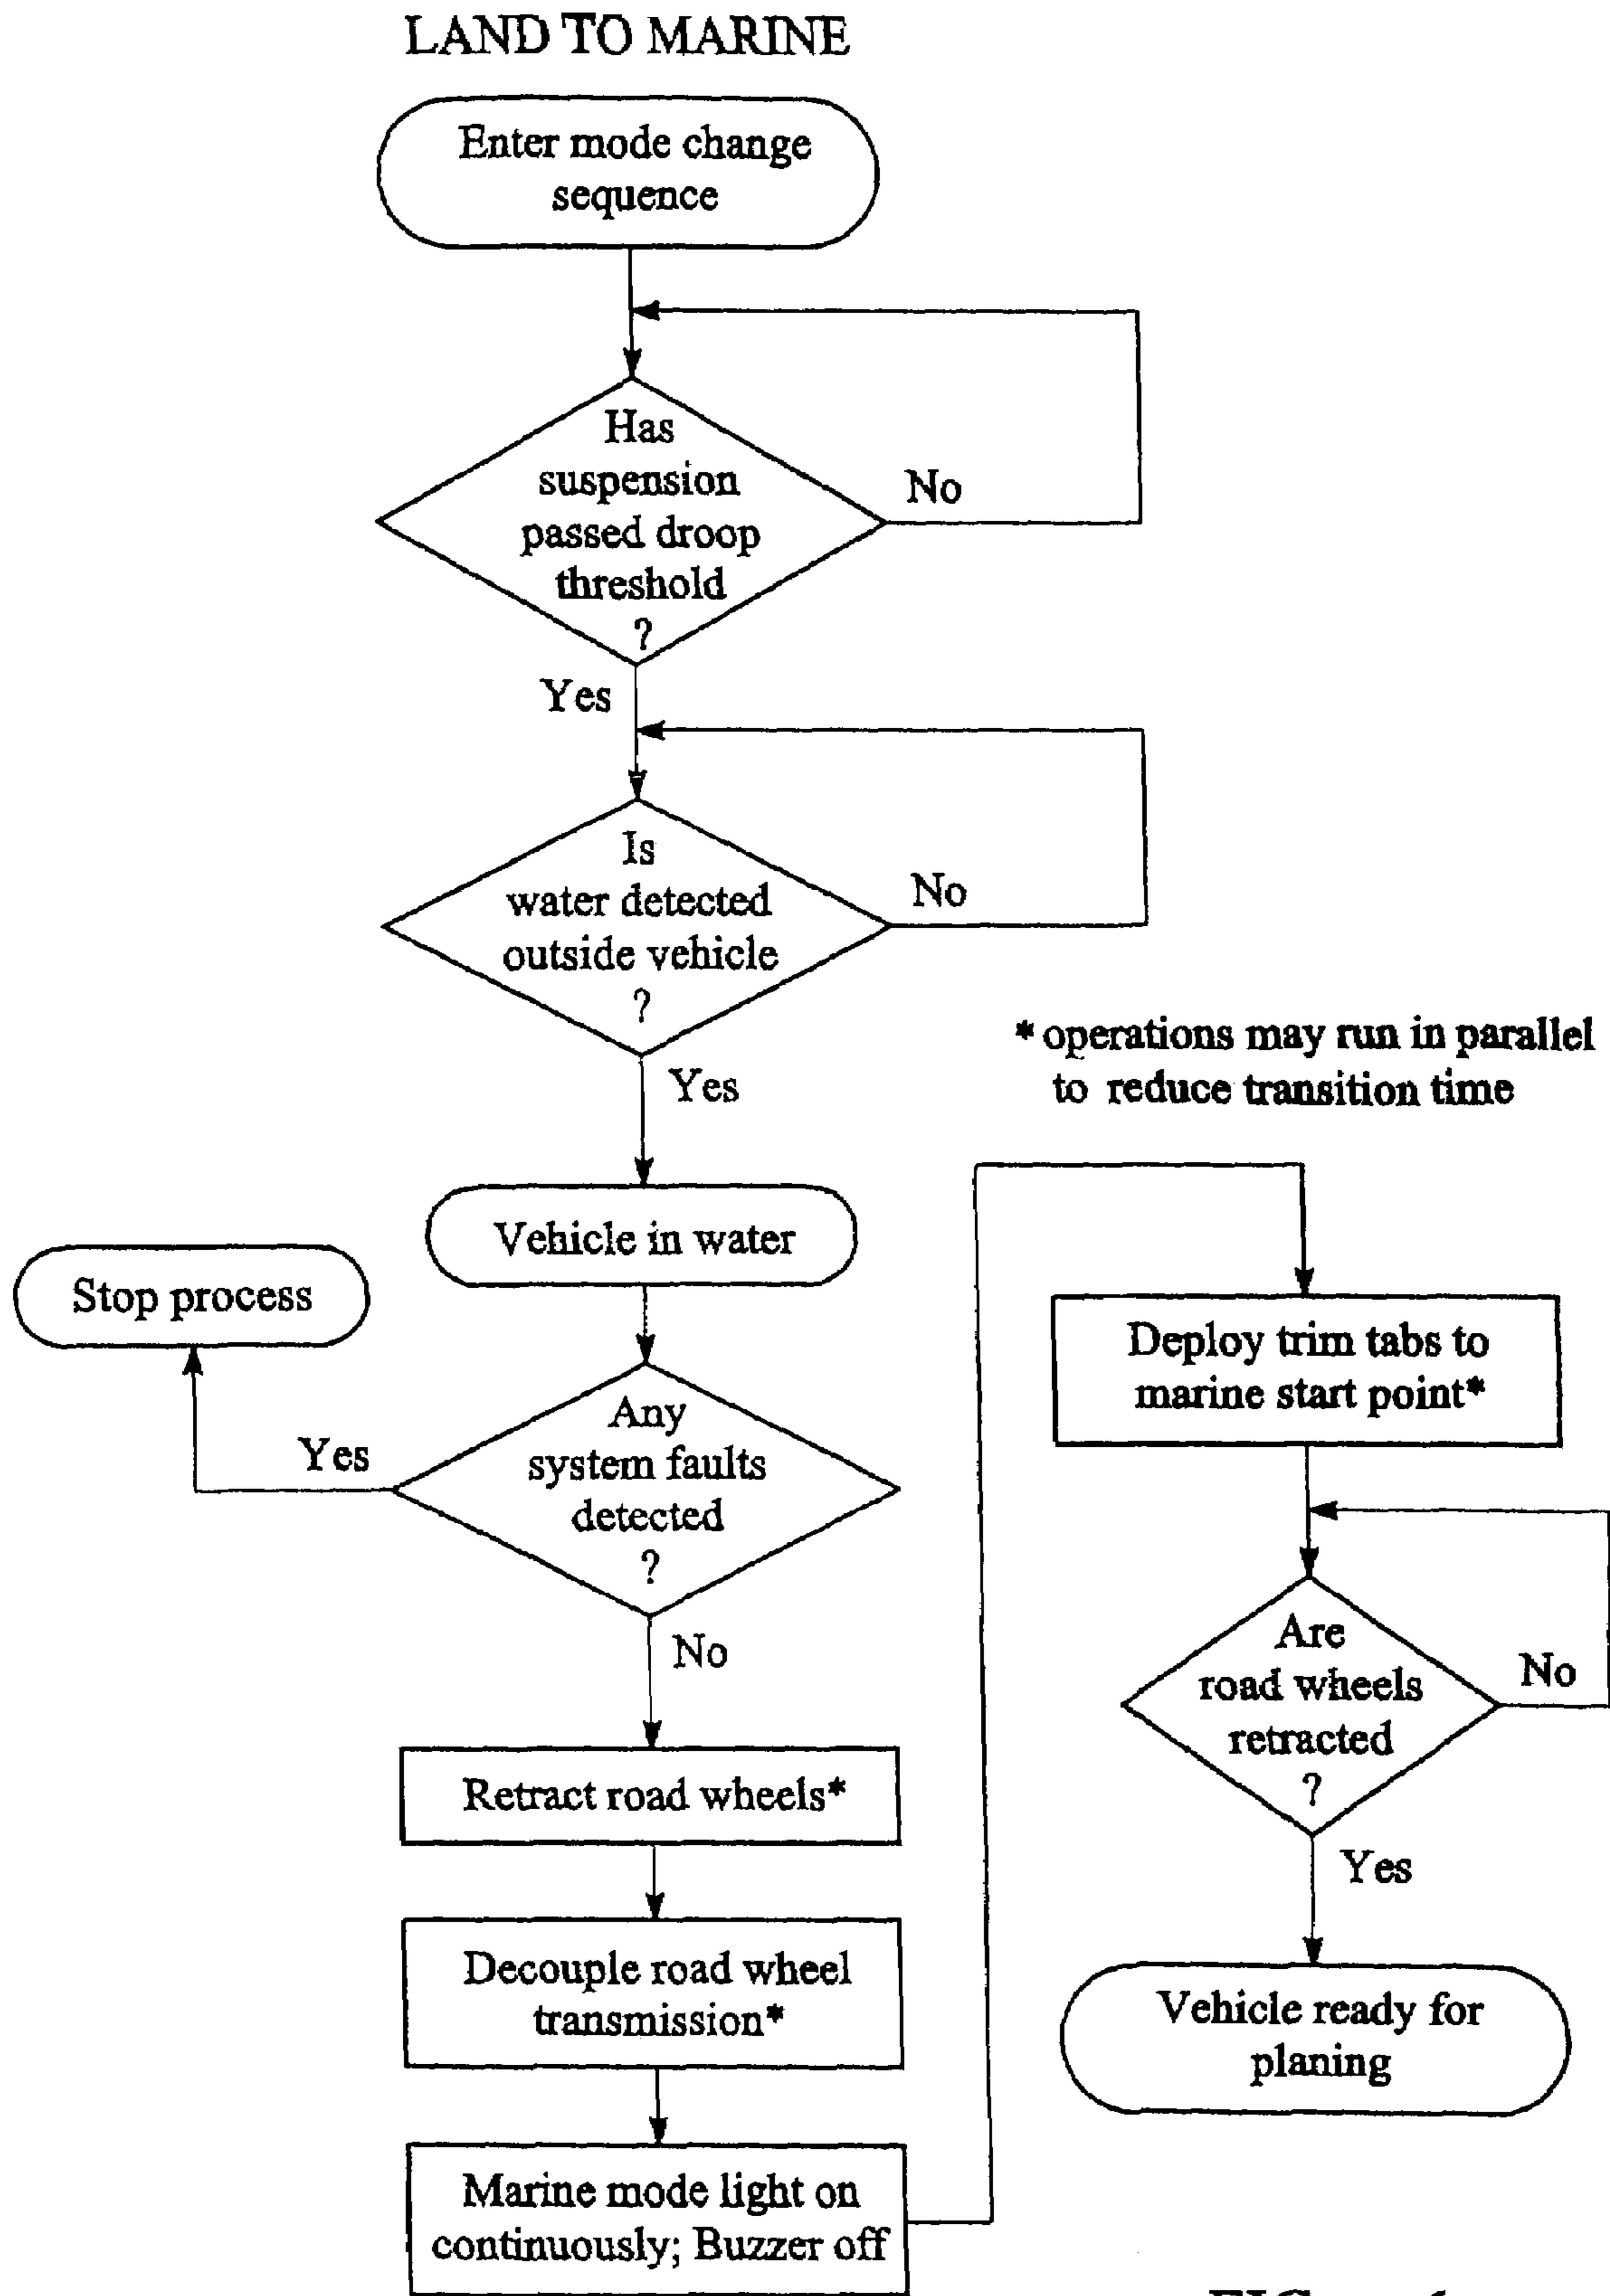 LAND TO MARINE
Enter mode change
sequence
Has
suspension
passed droop
threshold
?
No
Yes
Is
water detected
outside vehicle
?
No
Yes
Vehicle in water
Stop process
Any
system faults
detected
?
Yes
No
Retract road wheels*
Decouple road wheel
transmission*
Marine mode light on
continuously; Buzzer off
* operations may run in parallel
to reduce transition time
Deploy trim tabs to
marine start point*
Are
road wheels
retracted
?
No
Yes
Vehicle ready for
planing